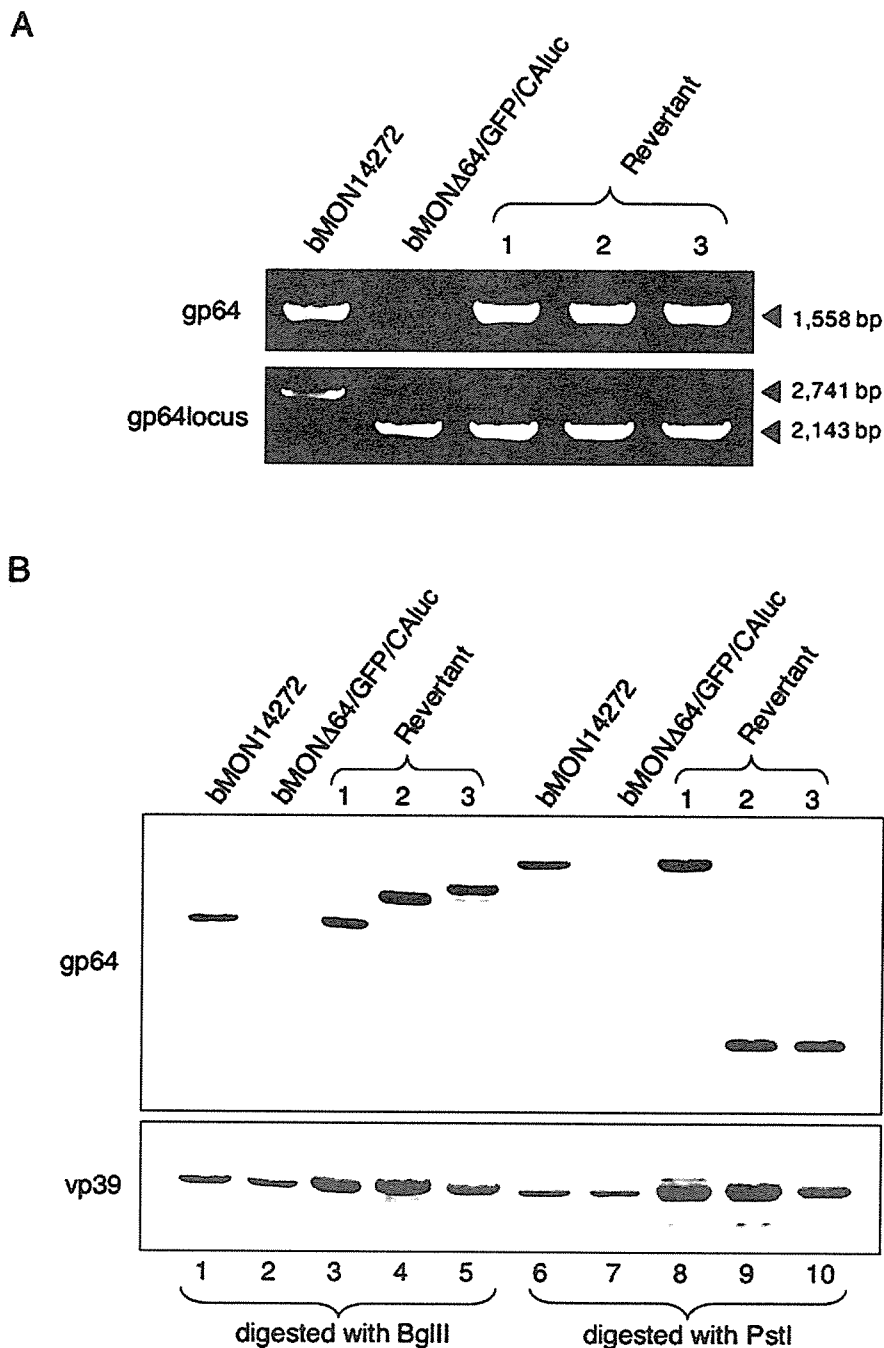 A
bMON14272
bMONΔ64/GFP/CAluc
Revertant
1 2 3
gp64
1,558 bp
gp64locus
2,741 bp
2,143 bp
B
bMON14272
bMONΔ64/GFP/CAluc
Revertant
1 2 3
bMON14272
bMONΔ64/GFP/CAluc
Revertant
1 2 3
gp64
vp39
1 2 3 4 5 6 7 8 9 10
digested with BglII
digested with PstI